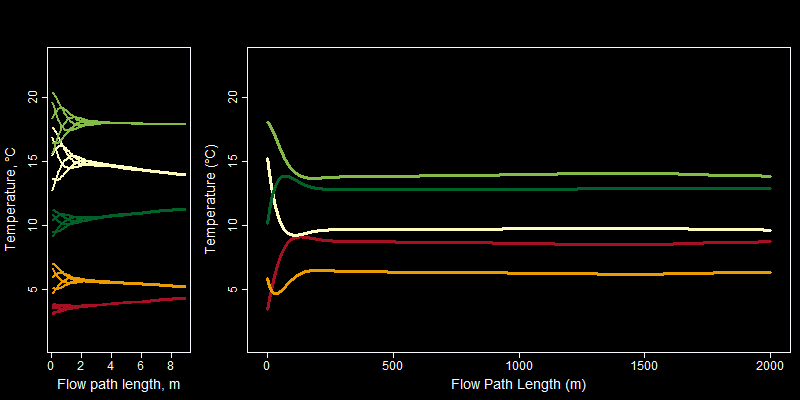 Temperature, °C
20
15
10
5
0 2 4 6 8
Flow path length, m
Temperature (°C)
20
15
10
5
0 500 1000 1500 2000
Flow Path Length (m)